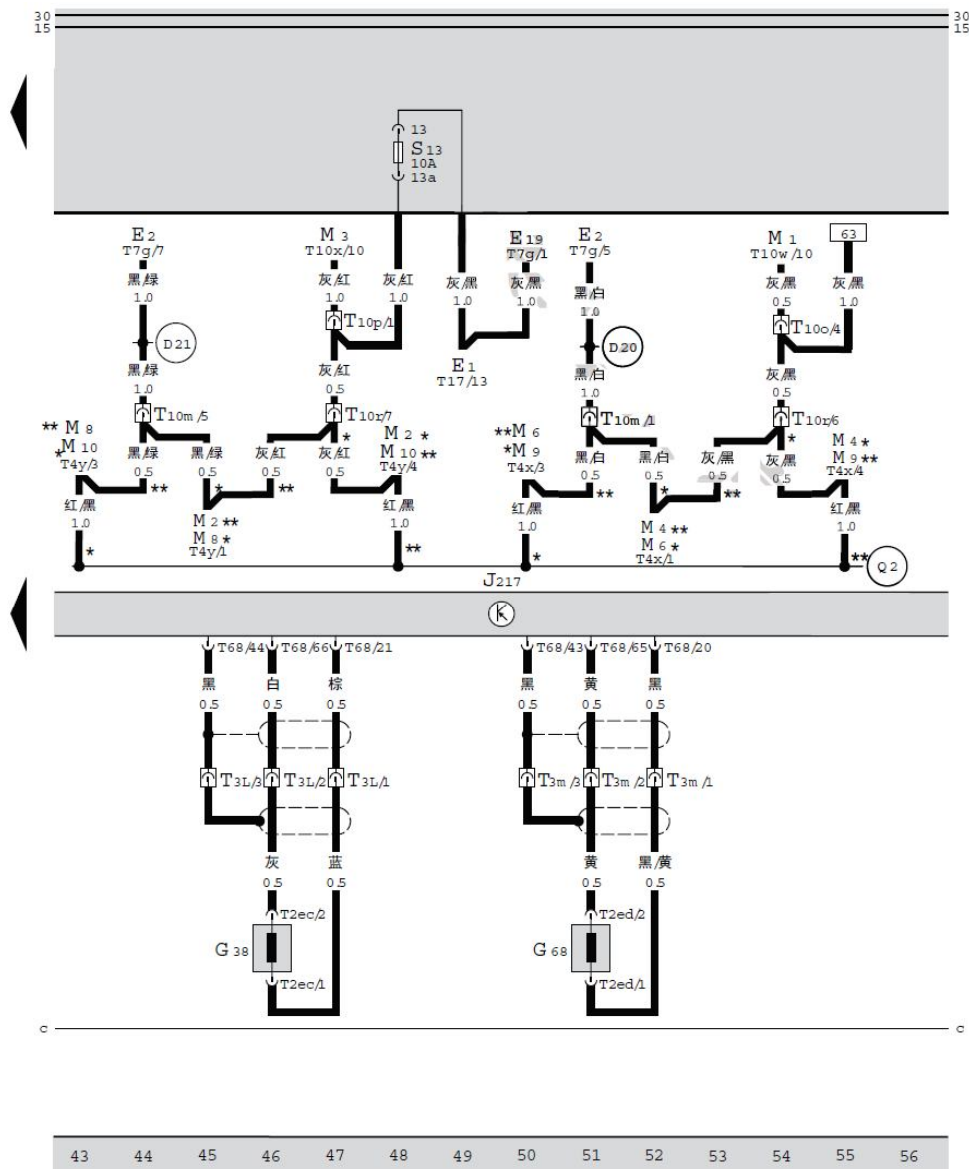 30 30
15 15
13
S13
10A
13a
E2 M3 E19 E2 M1 63
T7g/7 T10x/10 T7g/1 T7g/5 T10w/10
黑/绿 灰/红 灰/红 灰/黑 灰/黑 黑/白 灰/黑 灰/黑
1.0 1.0 1.0 1.0 1.0 1.0 0.5 1.0
T10p/1 T10o/4
D21 D20
E1
T17/13
黑/绿 灰/红 黑/白 灰/黑
1.0 0.5 1.0 0.5
T10m/5 T10r/7 T10m/1 T10r/6
** M8 M2 * **M6 M4*
* M10 M10 ** *M9 M9 **
T4y/3 T4y/4 T4x/3 T4x/4
黑/绿 黑/绿 灰/红 灰/红 * 黑/白 黑/白 灰/黑 灰/黑 *
0.5 0.5 0.5 0.5 0.5 0.5 0.5 0.5
** * ** ** * **
红/黑 红/黑 红/黑 红/黑
1.0 1.0 1.0 1.0
M2 ** M4 **
M8 * M6 *
T4y/1 T4x/1
* ** * ** Q2
J217
T68/44 T68/66 T68/21 T68/43 T68/65 T68/20
黑 白 棕 黑 黄 黑
0.5 0.5 0.5 0.5 0.5 0.5
T3L/3 T3L/2 T3L/1 T3m/3 T3m/2 T3m/1
灰 蓝 黄 黑/黄
0.5 0.5 0.5 0.5
T2ec/2 T2ed/2
G38 G68
T2ec/1 T2ed/1
c c
43 44 45 46 47 48 49 50 51 52 53 54 55 56